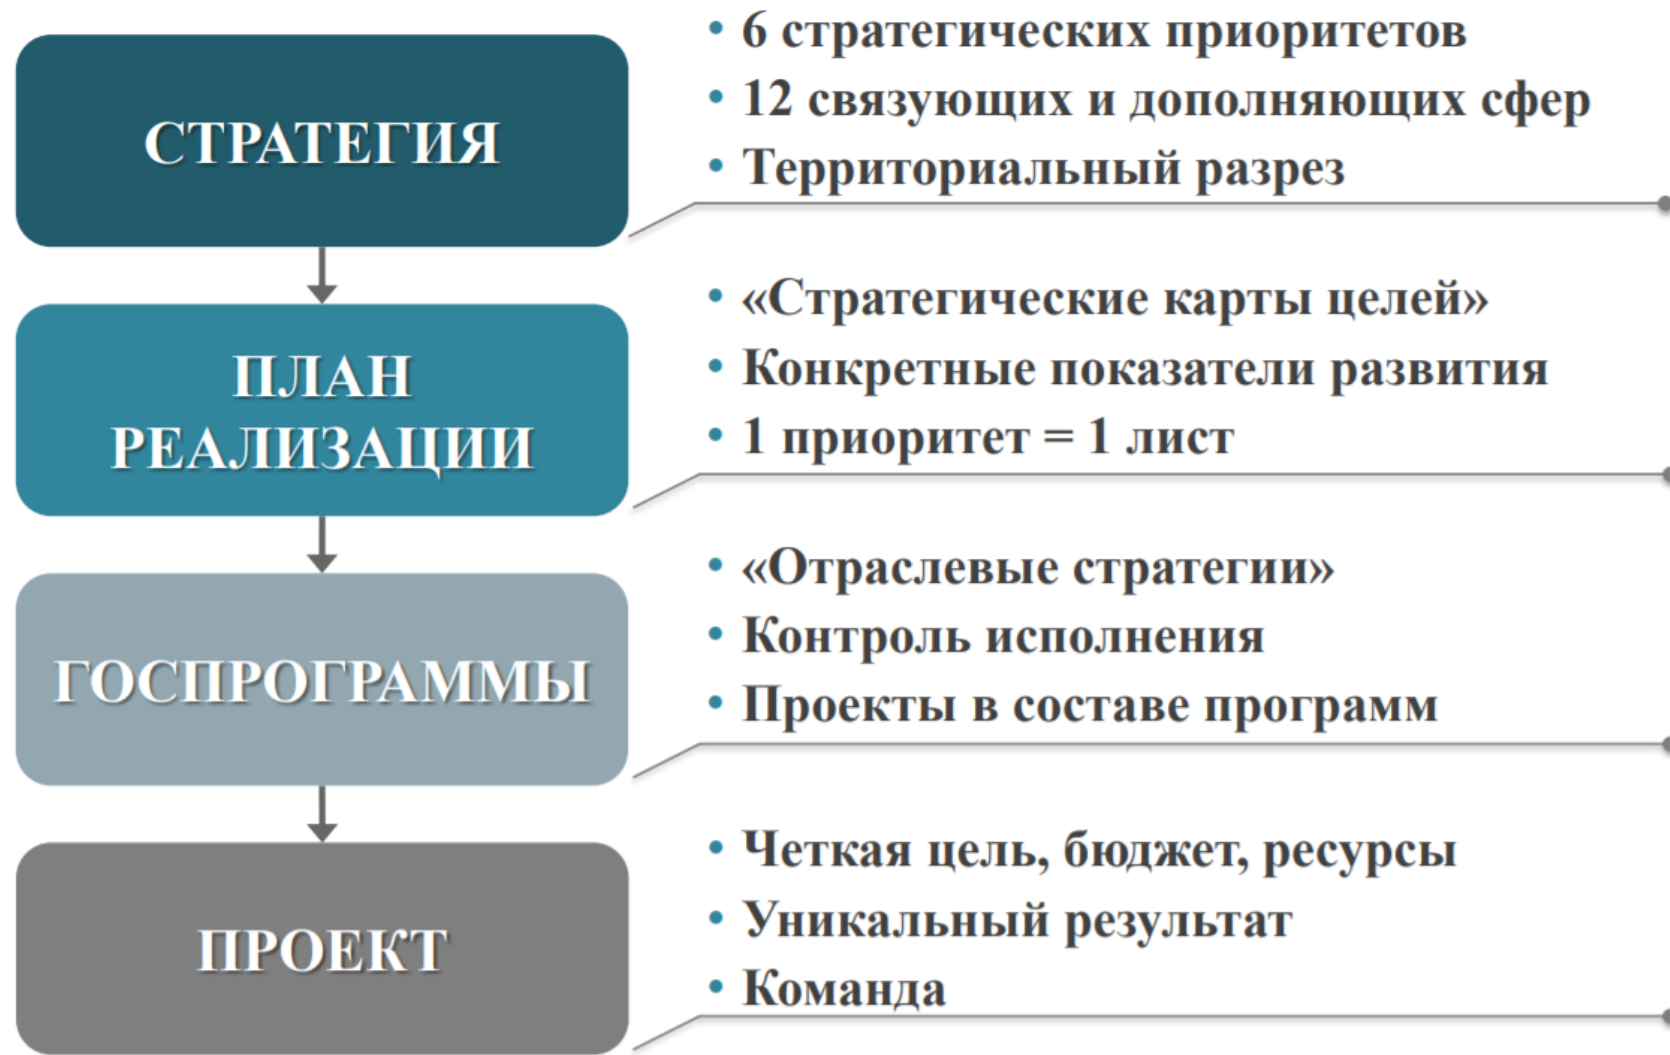 СТРАТЕГИЯ
• 6 стратегических приоритетов
• 12 связующих и дополняющих сфер
• Территориальный разрез
ПЛАН
РЕАЛИЗАЦИИ
• «Стратегические карты целей»
• Конкретные показатели развития
• 1 приоритет = 1 лист
ГОСПРОГРАММЫ
• «Отраслевые стратегии»
• Контроль исполнения
• Проекты в составе программ
ПРОЕКТ
• Четкая цель, бюджет, ресурсы
• Уникальный результат
• Команда